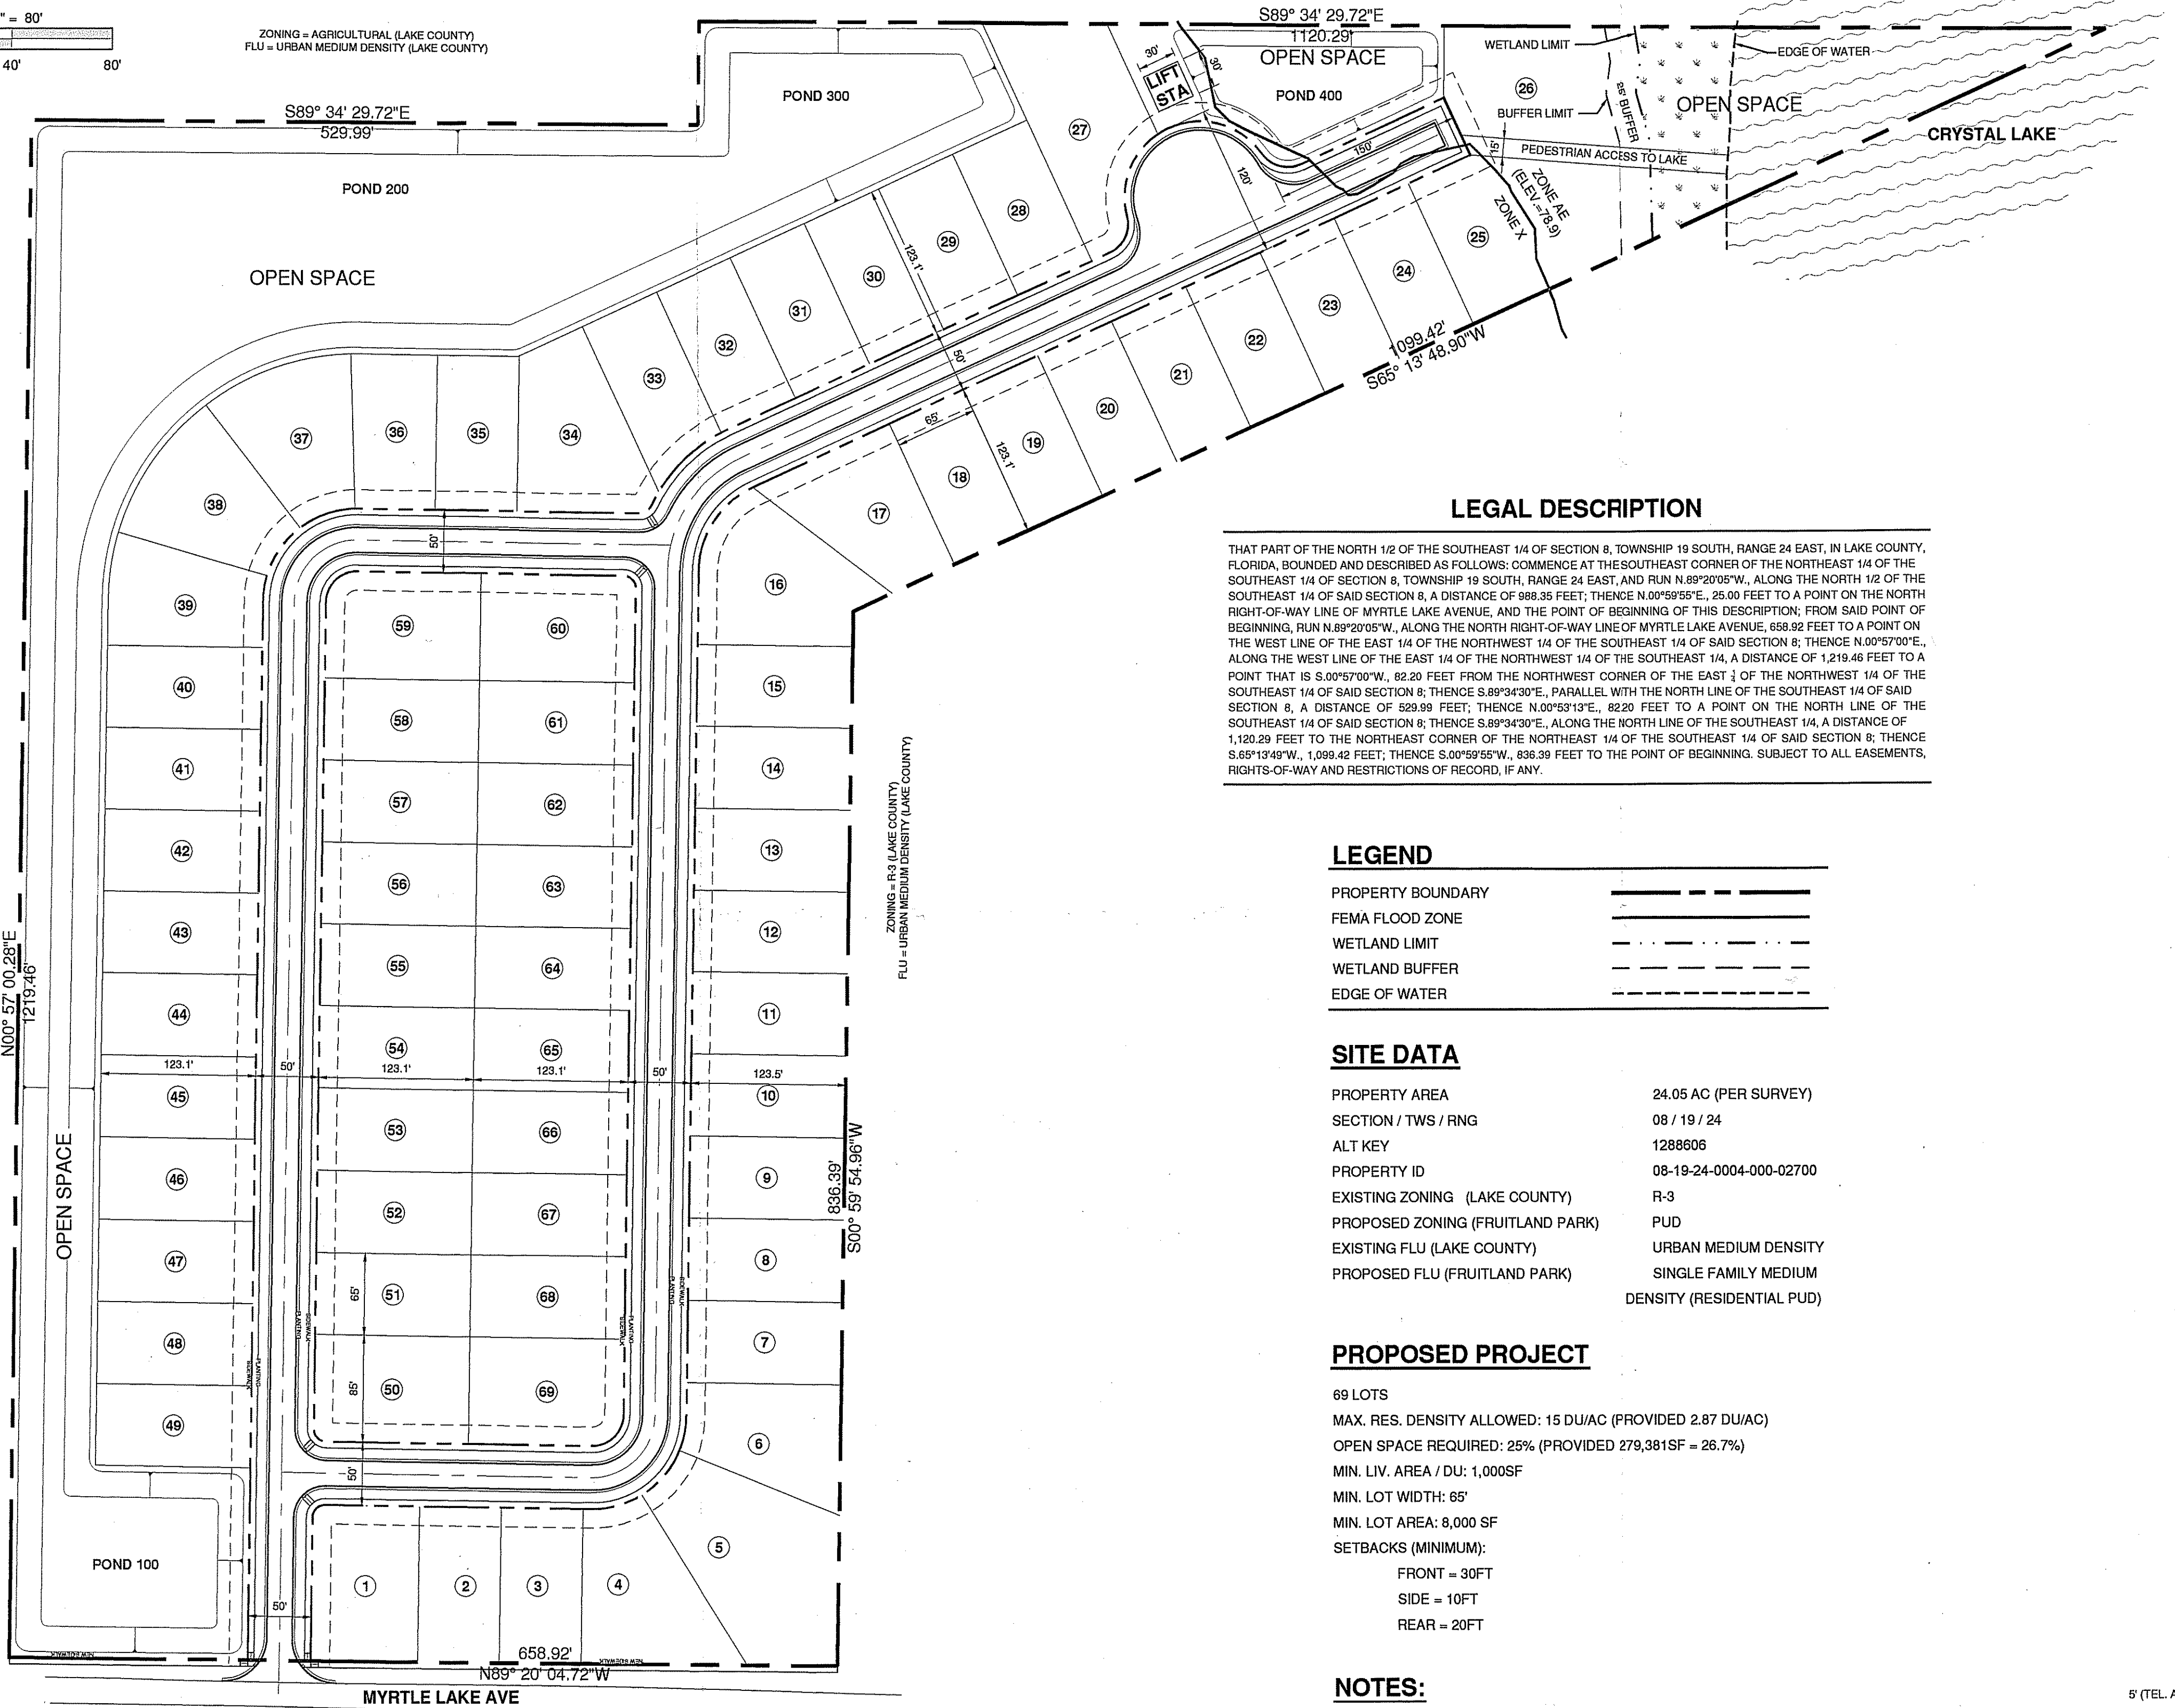 " = 80'
40' 80'
ZONING = AGRICULTURAL (LAKE COUNTY)
FLU = URBAN MEDIUM DENSITY (LAKE COUNTY)
S89° 34' 29.72"E
529.99'
S89° 34' 29.72"E
1120.29'
OPEN SPACE
POND 400
POND 300
POND 200
OPEN SPACE
30'
30'
LIFT
STA
WETLAND LIMIT
26
BUFFER LIMIT
25' BUFFER
EDGE OF WATER
OPEN SPACE
CRYSTAL LAKE
PEDESTRIAN ACCESS TO LAKE
15'
150'
120'
ZONE AE
(ELEV.=78.9)
ZONE X
27
28
29
30
31
32
33
34
35
36
37
38
123.1'
50'
65'
123.1'
25
24
23
22
21
20
19
18
17
16
1099.42'
S65° 13' 48.90"W
50'
39
40
41
42
43
44
45
46
47
48
49
59
60
58
61
57
62
56
63
55
64
54
65
53
66
52
67
51
68
50
69
15
14
13
12
11
10
9
8
7
6
5
1
2
3
4
123.1'
50'
123.1'
123.1'
50'
123.5'
65'
85'
50'
50'
PLANTING
SIDEWALK
PLANTING
SIDEWALK
PLANTING
SIDEWALK
PLANTING
SIDEWALK
N00° 57' 00.28"E
1219.46'
OPEN SPACE
POND 100
836.39'
S00° 59' 54.96"W
ZONING = R-3 (LAKE COUNTY)
FLU = URBAN MEDIUM DENSITY (LAKE COUNTY)
NEW SIDEWALK
NEW SIDEWALK
658.92'
N89° 20' 04.72"W
MYRTLE LAKE AVE
LEGAL DESCRIPTION
THAT PART OF THE NORTH 1/2 OF THE SOUTHEAST 1/4 OF SECTION 8, TOWNSHIP 19 SOUTH, RANGE 24 EAST, IN LAKE COUNTY,
FLORIDA, BOUNDED AND DESCRIBED AS FOLLOWS: COMMENCE AT THE SOUTHEAST CORNER OF THE NORTHEAST 1/4 OF THE
SOUTHEAST 1/4 OF SECTION 8, TOWNSHIP 19 SOUTH, RANGE 24 EAST, AND RUN N.89°20'05"W., ALONG THE NORTH 1/2 OF THE
SOUTHEAST 1/4 OF SAID SECTION 8, A DISTANCE OF 988.35 FEET; THENCE N.00°59'55"E., 25.00 FEET TO A POINT ON THE NORTH
RIGHT-OF-WAY LINE OF MYRTLE LAKE AVENUE, AND THE POINT OF BEGINNING OF THIS DESCRIPTION; FROM SAID POINT OF
BEGINNING, RUN N.89°20'05"W., ALONG THE NORTH RIGHT-OF-WAY LINE OF MYRTLE LAKE AVENUE, 658.92 FEET TO A POINT ON
THE WEST LINE OF THE EAST 1/4 OF THE NORTHWEST 1/4 OF THE SOUTHEAST 1/4 OF SAID SECTION 8; THENCE N.00°57'00"E.,
ALONG THE WEST LINE OF THE EAST 1/4 OF THE NORTHWEST 1/4 OF THE SOUTHEAST 1/4, A DISTANCE OF 1,219.46 FEET TO A
POINT THAT IS S.00°57'00"W., 82.20 FEET FROM THE NORTHWEST CORNER OF THE EAST ¼ OF THE NORTHWEST 1/4 OF THE
SOUTHEAST 1/4 OF SAID SECTION 8; THENCE S.89°34'30"E., PARALLEL WITH THE NORTH LINE OF THE SOUTHEAST 1/4 OF SAID
SECTION 8, A DISTANCE OF 529.99 FEET; THENCE N.00°53'13"E., 8220 FEET TO A POINT ON THE NORTH LINE OF THE
SOUTHEAST 1/4 OF SAID SECTION 8; THENCE S.89°34'30"E., ALONG THE NORTH LINE OF THE SOUTHEAST 1/4, A DISTANCE OF
1,120.29 FEET TO THE NORTHEAST CORNER OF THE NORTHEAST 1/4 OF THE SOUTHEAST 1/4 OF SAID SECTION 8; THENCE
S.65°13'49"W., 1,099.42 FEET; THENCE S.00°59'55"W., 836.39 FEET TO THE POINT OF BEGINNING. SUBJECT TO ALL EASEMENTS,
RIGHTS-OF-WAY AND RESTRICTIONS OF RECORD, IF ANY.
LEGEND
PROPERTY BOUNDARY
FEMA FLOOD ZONE
WETLAND LIMIT
WETLAND BUFFER
EDGE OF WATER
SITE DATA
PROPERTY AREA 24.05 AC (PER SURVEY)
SECTION / TWS / RNG 08 / 19 / 24
ALT KEY 1288606
PROPERTY ID 08-19-24-0004-000-02700
EXISTING ZONING (LAKE COUNTY) R-3
PROPOSED ZONING (FRUITLAND PARK) PUD
EXISTING FLU (LAKE COUNTY) URBAN MEDIUM DENSITY
PROPOSED FLU (FRUITLAND PARK) SINGLE FAMILY MEDIUM
DENSITY (RESIDENTIAL PUD)
PROPOSED PROJECT
69 LOTS
MAX. RES. DENSITY ALLOWED: 15 DU/AC (PROVIDED 2.87 DU/AC)
OPEN SPACE REQUIRED: 25% (PROVIDED 279,381SF = 26.7%)
MIN. LIV. AREA / DU: 1,000SF
MIN. LOT WIDTH: 65'
MIN. LOT AREA: 8,000 SF
SETBACKS (MINIMUM):
FRONT = 30FT
SIDE = 10FT
REAR = 20FT
NOTES:
5' (TEL. A